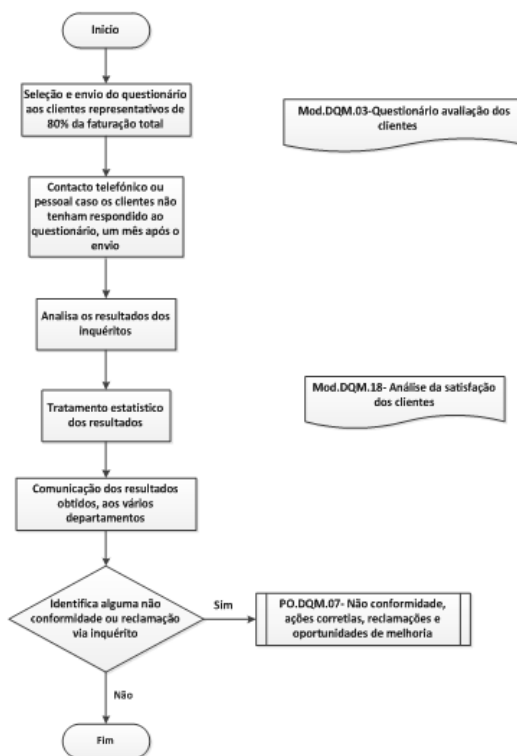 Inicio
Seleção e envio do questionário
aos clientes representativos de
80% da faturação total
Mod.DQM.03-Questionário avaliação dos
clientes
Contacto telefónico ou
pessoal caso os clientes não
tenham respondido ao
questionário, um mês após o
envio
Analisa os resultados dos
inquéritos
Mod.DQM.18- Análise da satisfação
dos clientes
Tratamento estatistico
dos resultados
Comunicação dos resultados
obtidos, aos vários
departamentos
Identifica alguma não
conformidade ou reclamação
via inquérito
Sim
PO.DQM.07- Não conformidade,
ações corretias, reclamações e
oportunidades de melhoria
Não
Fim